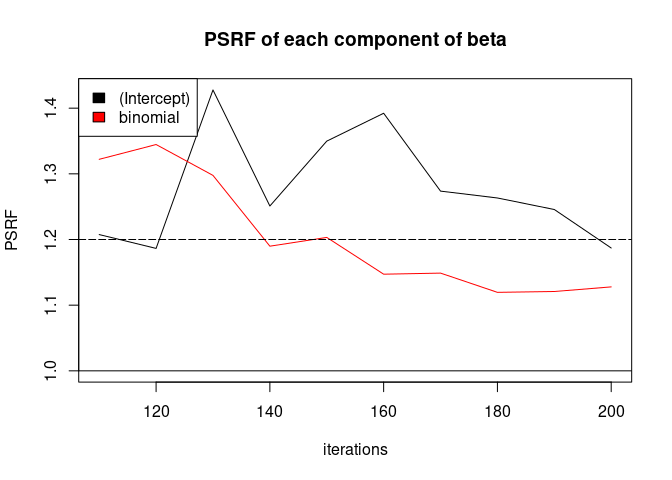 PSRF of each component of beta
(Intercept)
binomial
PSRF
1.4
1.3
1.2
1.1
1.0
120 140 160 180 200
iterations